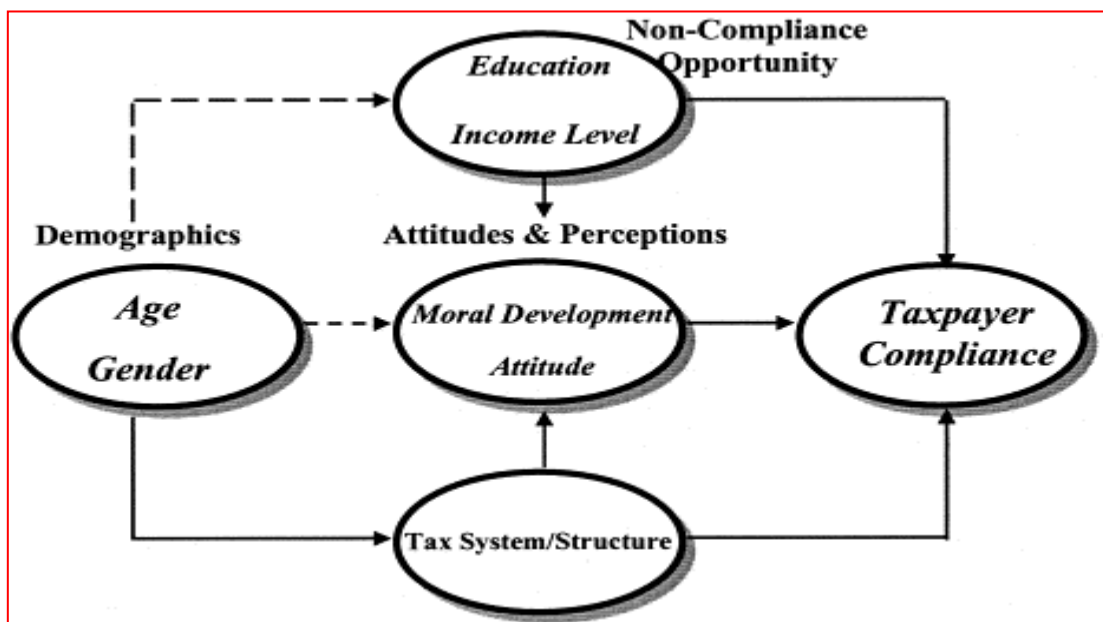 Non-Compliance
Opportunity
Education
Income Level
Demographics
Attitudes & Perceptions
Age
Gender
Moral Development
Attitude
Taxpayer
Compliance
Tax System/Structure